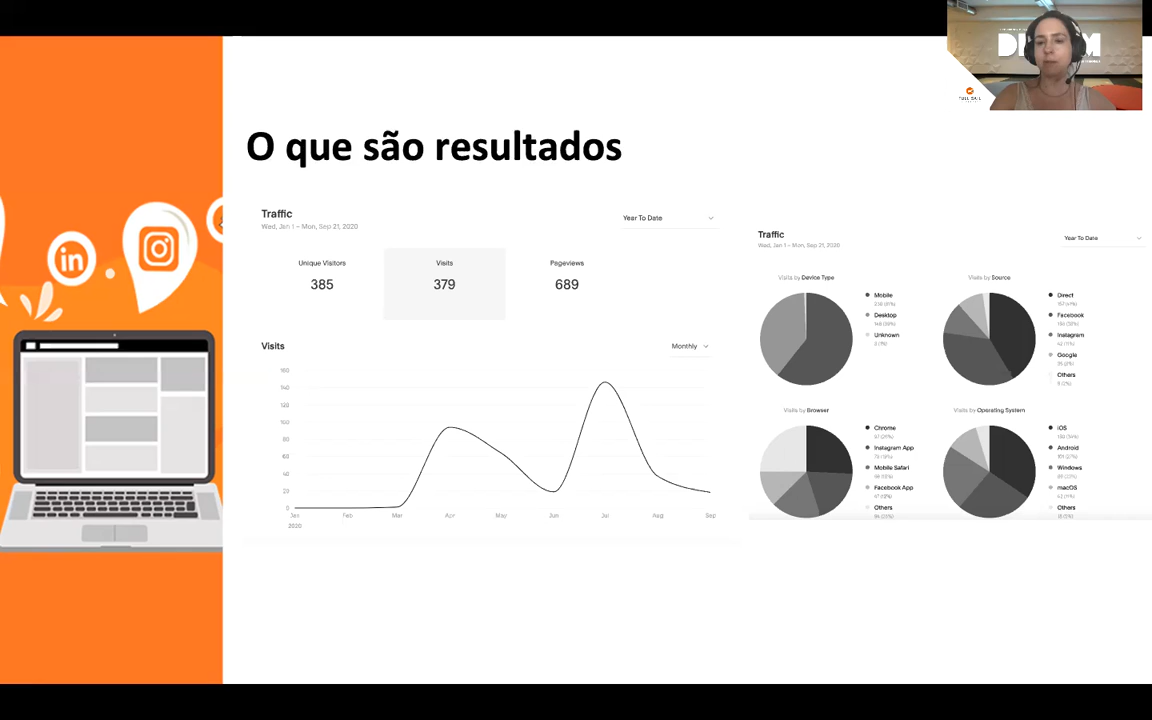 O que são resultados
Traffic
Wed, Jan 1 – Mon, Sep 21, 2020
Year To Date
Unique Visitors
385
Visits
379
Pageviews
689
Visits
Monthly
160
140
120
100
80
60
40
20
0
Jan
2020
Feb
Mar
Apr
May
Jun
Jul
Aug
Sep
Traffic
Wed, Jan 1 – Mon, Sep 21, 2020
Year To Date
Visits by Device Type
Mobile
Desktop
Unknown
Visits by Source
Direct
Facebook
Instagram
Google
Others
Visits by Browser
Chrome
Instagram App
Mobile Safari
Facebook App
Others
Visits by Operating System
iOS
Android
Windows
macOS
Others
in